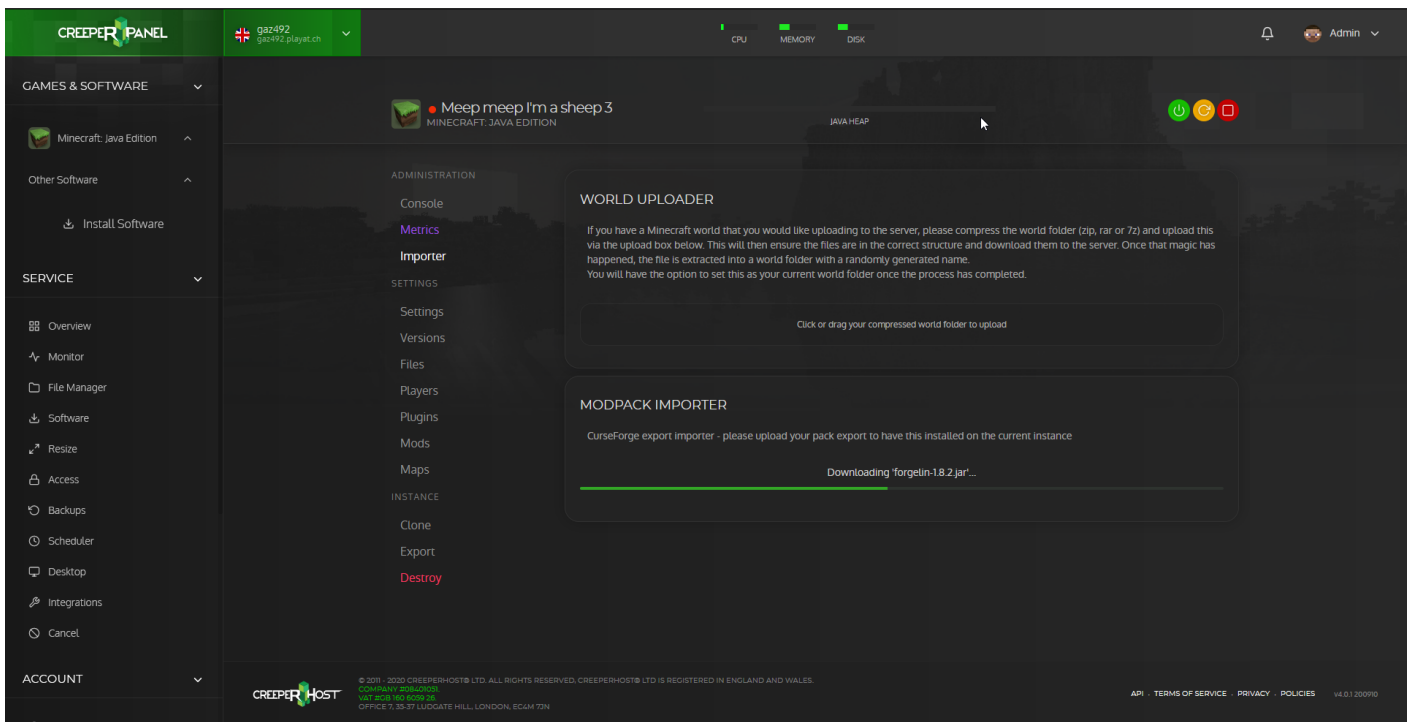 CREEPER PANEL
gaz492
gaz492.playat.ch
CPU
MEMORY
DISK
Admin
GAMES & SOFTWARE
Minecraft: Java Edition
Other Software
Install Software
SERVICE
Overview
Monitor
File Manager
Software
Resize
Access
Backups
Scheduler
Desktop
Integrations
Cancel
ACCOUNT
Meep meep I'm a sheep 3
MINECRAFT: JAVA EDITION
JAVA HEAP
ADMINISTRATION
Console
Metrics
Importer
SETTINGS
Settings
Versions
Files
Players
Plugins
Mods
Maps
INSTANCE
Clone
Export
Destroy
WORLD UPLOADER
If you have a Minecraft world that you would like uploading to the server, please compress the world folder (zip, rar or 7z) and upload this
via the upload box below. This will then ensure the files are in the correct structure and download them to the server. Once that magic has
happened, the file is extracted into a world folder with a randomly generated name.
You will have the option to set this as your current world folder once the process has completed.
Click or drag your compressed world folder to upload
MODPACK IMPORTER
CurseForge export importer - please upload your pack export to have this installed on the current instance
Downloading 'forgelin-1.8.2.jar'...
CREEPER HOST
© 2011 - 2020 CREEPERHOST® LTD. ALL RIGHTS RESERVED, CREEPERHOST® LTD IS REGISTERED IN ENGLAND AND WALES.
COMPANY #08401051.
VAT #GB 160 6059 26.
OFFICE 7, 35-37 LUDGATE HILL, LONDON, EC4M 7JN
API . TERMS OF SERVICE . PRIVACY . POLICIES v4.0.1 200910